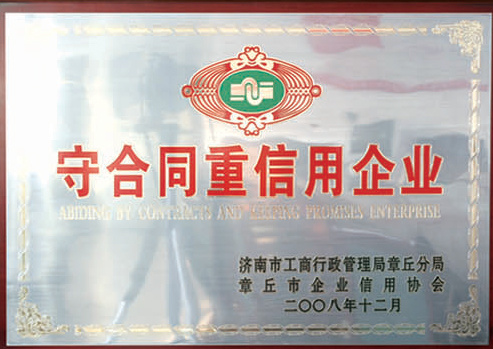 守合同重信用企业
ABIDING BY CONTRACTS AND KEEPING PROMISES ENTERPRISE
济南市工商行政管理局章丘分局
章丘市企业信用协会
二〇〇八年十二月